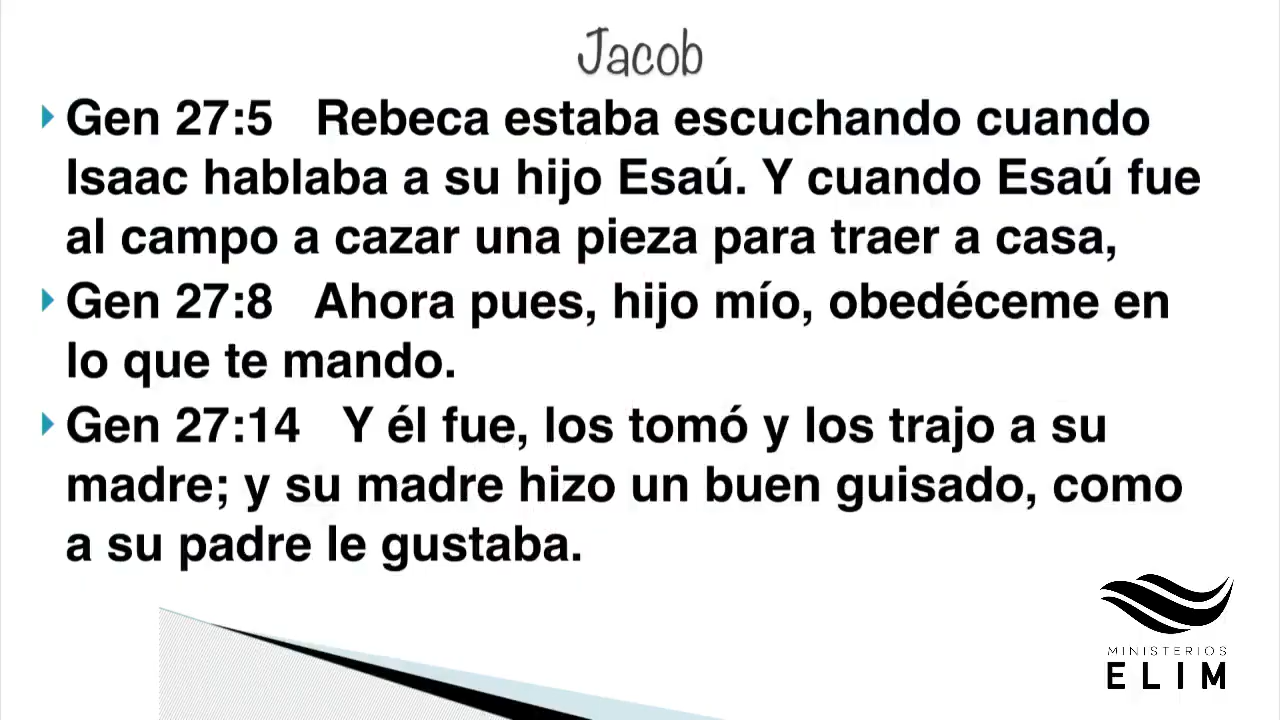 Jacob
Gen 27:5 Rebeca estaba escuchando cuando
Isaac hablaba a su hijo Esaú. Y cuando Esaú fue
al campo a cazar una pieza para traer a casa,
Gen 27:8 Ahora pues, hijo mío, obedéceme en
lo que te mando.
Gen 27:14 Y él fue, los tomó y los trajo a su
madre; y su madre hizo un buen guisado, como
a su padre le gustaba.
MINISTERIOS
ELIM